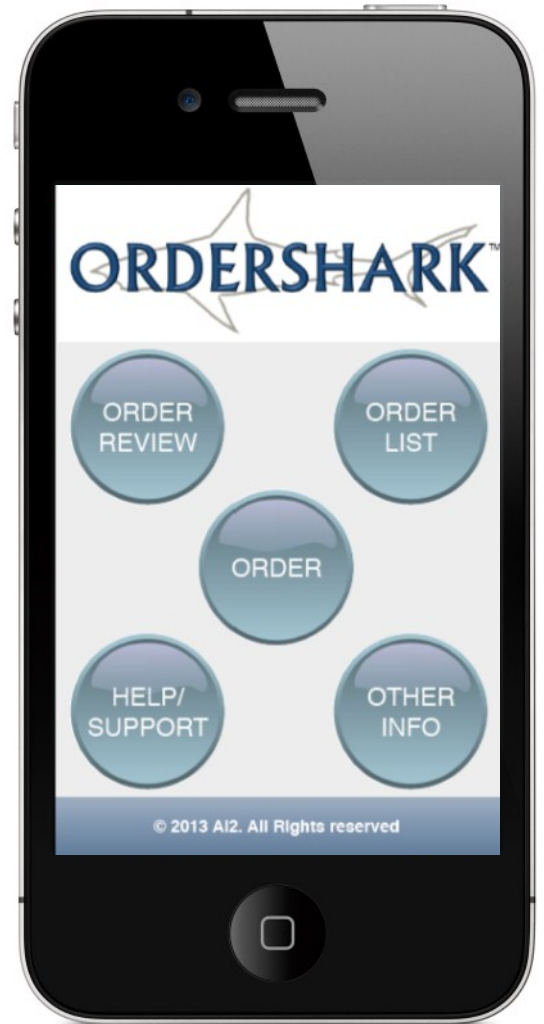 ORDERSHARK™
ORDER
REVIEW
ORDER
LIST
ORDER
HELP/
SUPPORT
OTHER
INFO
© 2013 AI2. All Rights reserved